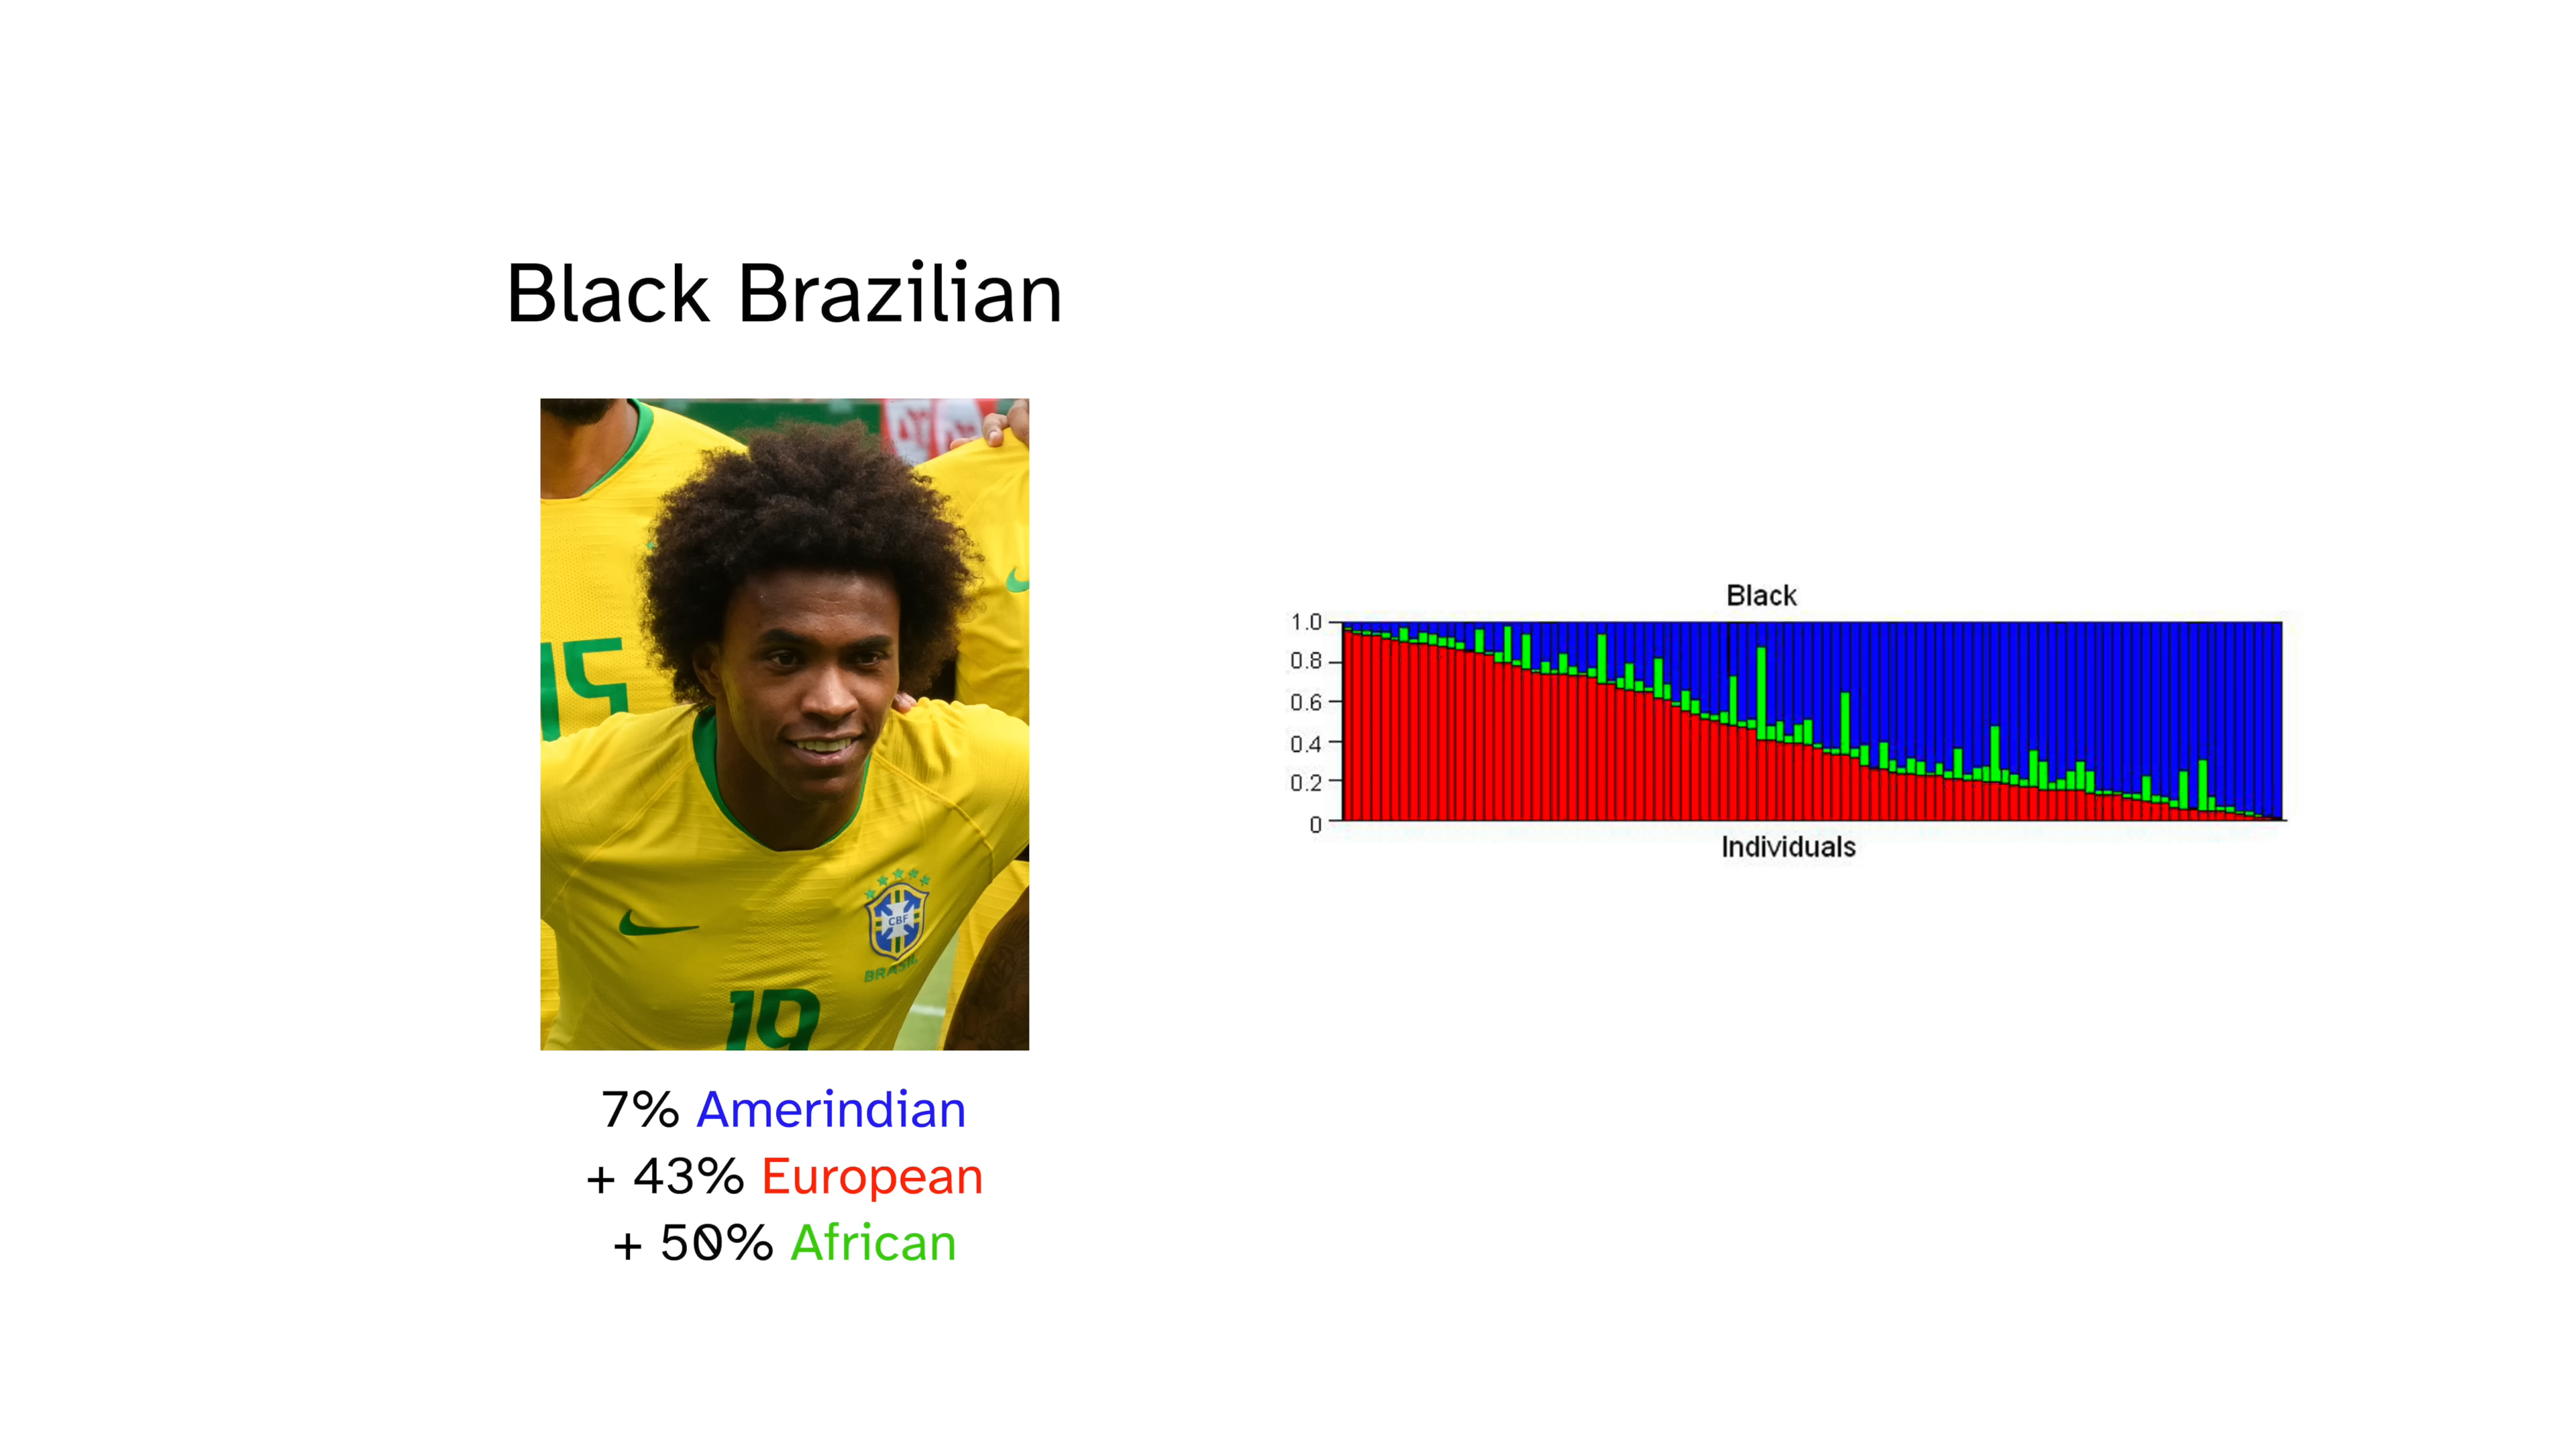 Black Brazilian
15
CBF
BRASIL
19
7% Amerindian
+ 43% European
+ 50% African
Black
1.0
0.8
0.6
0.4
0.2
0
Individuals